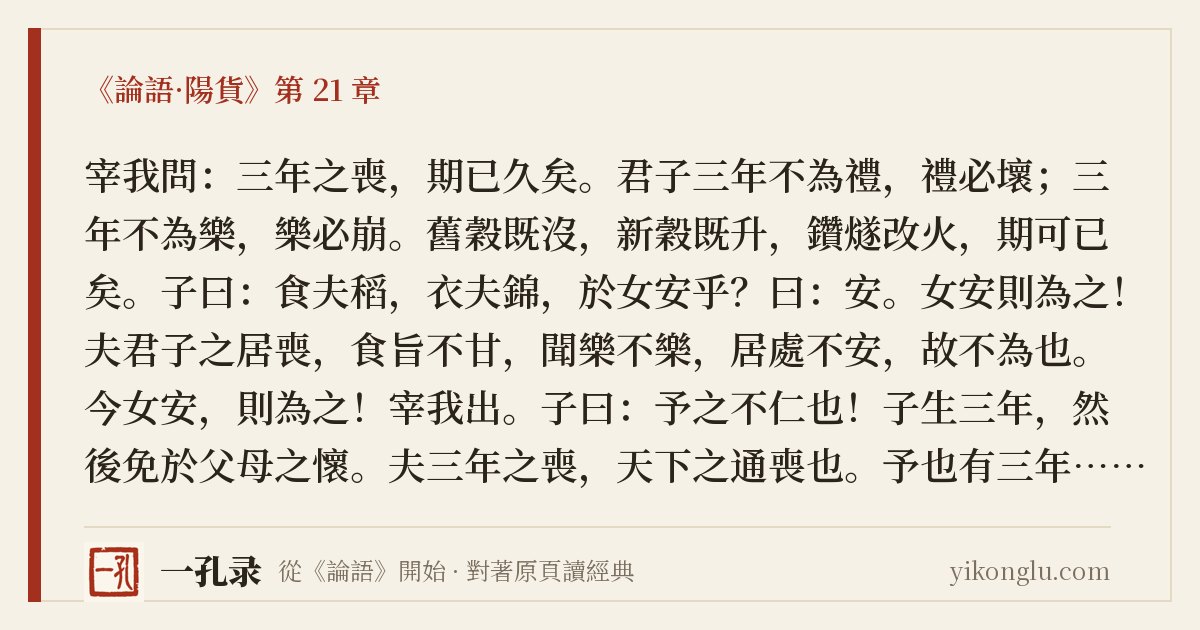 《論語·陽貨》第 21 章
宰我問：三年之喪，期已久矣。君子三年不為禮，禮必壞；三
年不為樂，樂必崩。舊穀既沒，新穀既升，鑽燧改火，期可已
矣。子曰：食夫稻，衣夫錦，於女安乎？曰：安。女安則為之！
夫君子之居喪，食旨不甘，聞樂不樂，居處不安，故不為也。
今女安，則為之！宰我出。子曰：予之不仁也！子生三年，然
後免於父母之懷。夫三年之喪，天下之通喪也。予也有三年……
一孔
一孔录
從《論語》開始 · 對著原頁讀經典
yikonglu.com